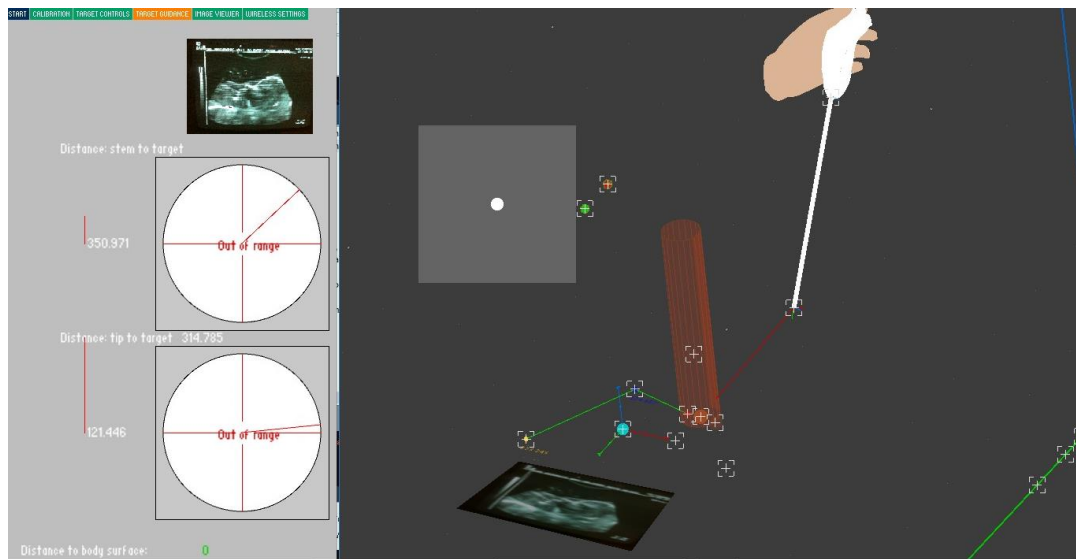 START CALIBRATION TARGET CONTROLS TARGET GUIDANCE IMAGE VIEWER WIRELESS SETTINGS
Distance: stem to target
Out of range
350.971
Distance: tip to target 314.785
Out of range
121.446
Distance to body surface: 0